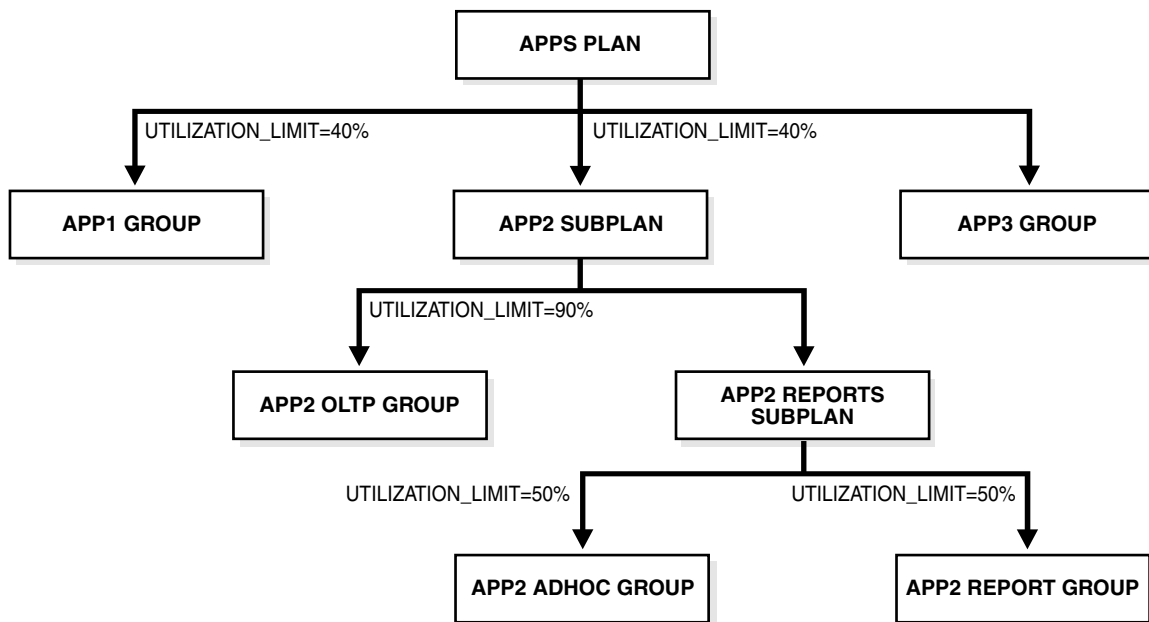 APPS PLAN
UTILIZATION_LIMIT=40%
UTILIZATION_LIMIT=40%
APP1 GROUP
APP2 SUBPLAN
APP3 GROUP
UTILIZATION_LIMIT=90%
APP2 OLTP GROUP
APP2 REPORTS
SUBPLAN
UTILIZATION_LIMIT=50%
UTILIZATION_LIMIT=50%
APP2 ADHOC GROUP
APP2 REPORT GROUP